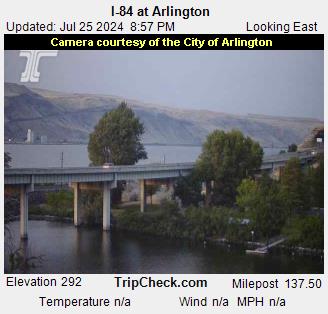 I-84 at Arlington
Updated: Jul 25 2024 8:57 PM Looking East
Camera courtesy of the City of Arlington
Elevation 292 TripCheck.com Milepost 137.50
Temperature n/a Wind n/a MPH n/a